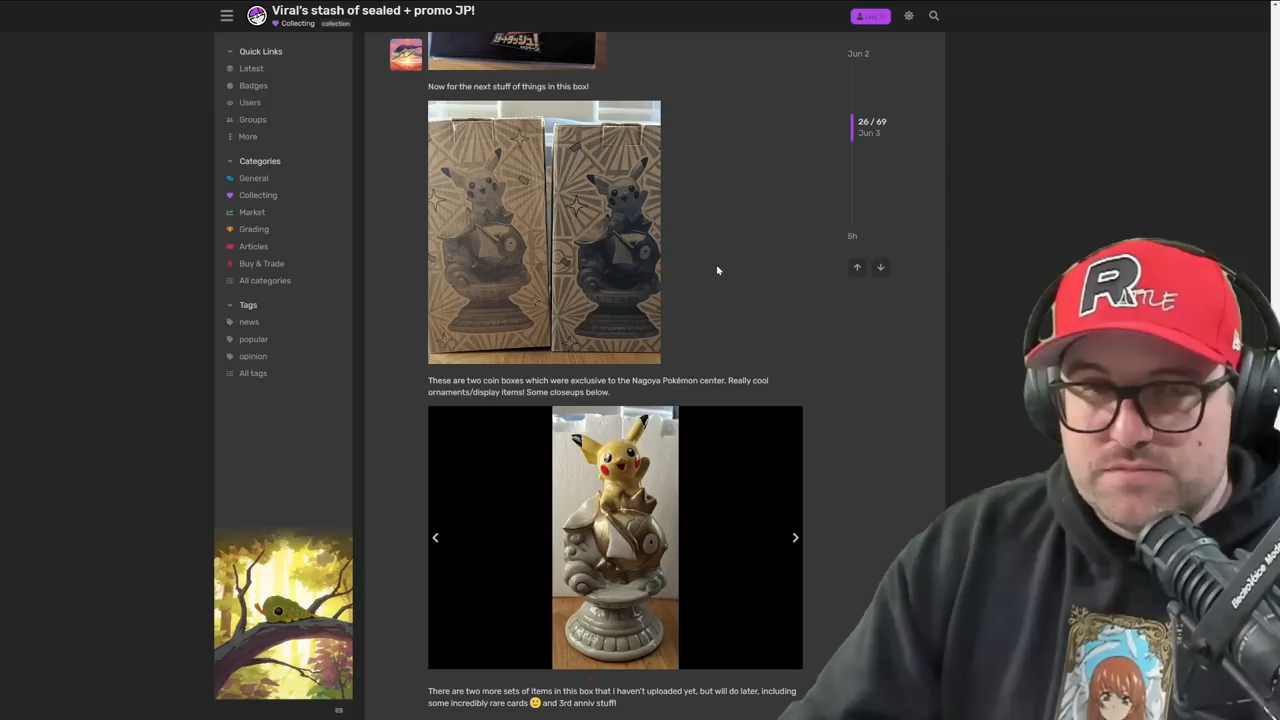 Viral's stash of sealed + promo JP!
Collecting collection
Log In
Quick Links
Latest
Badges
Users
Groups
More
Categories
General
Collecting
Market
Grading
Articles
Buy & Trade
All categories
Tags
news
popular
opinion
All tags
Now for the next stuff of things in this box!
These are two coin boxes which were exclusive to the Nagoya Pokémon center. Really cool
ornaments/display items! Some closeups below.
There are two more sets of items in this box that I haven't uploaded yet, but will do later, including
some incredibly rare cards 🙂 and 3rd anniv stuff!
Jun 2
26 / 69
Jun 3
5h
RATTLE